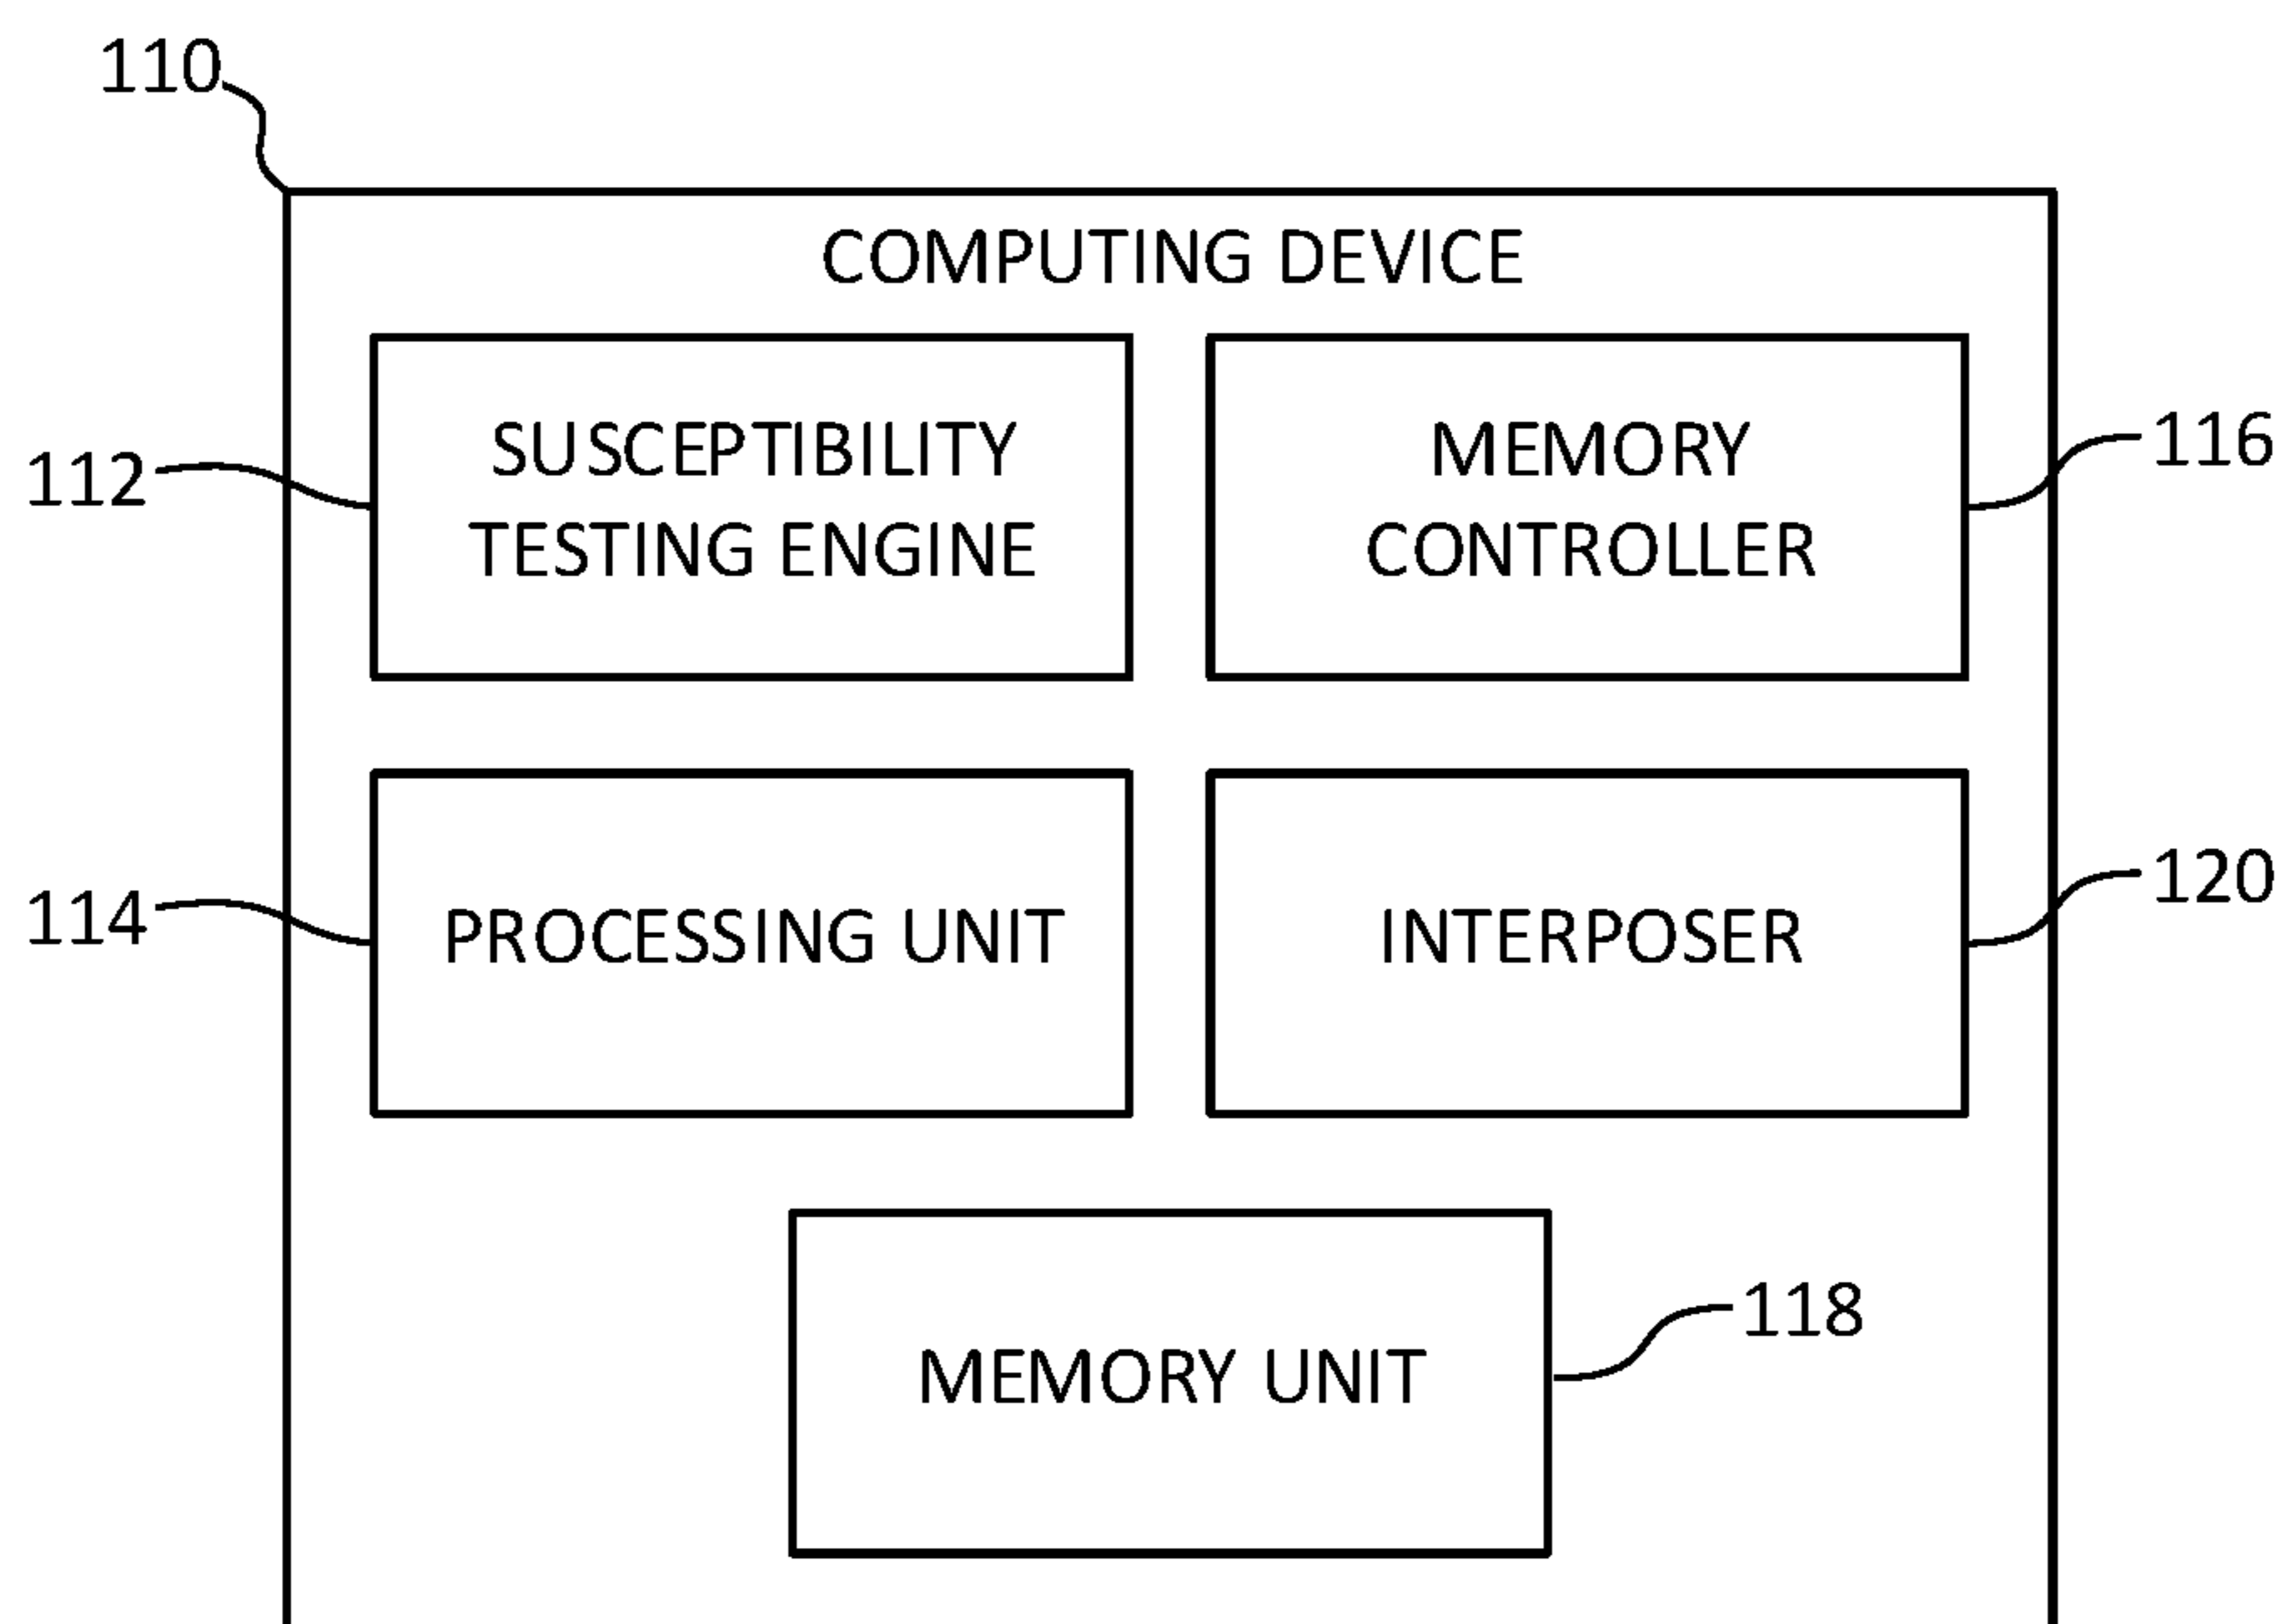 110
COMPUTING DEVICE
SUSCEPTIBILITY
TESTING ENGINE
112
MEMORY
CONTROLLER
116
PROCESSING UNIT
114
INTERPOSER
120
MEMORY UNIT
118